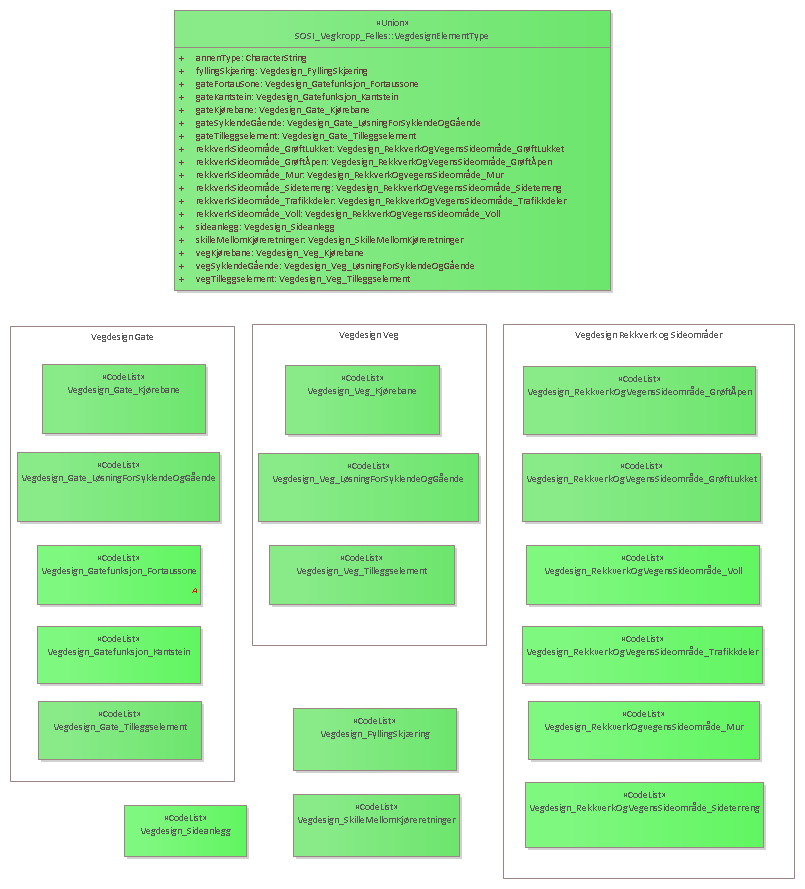 «Union»
SOSI_Vegkropp_Felles::VegdesignElementType
+ annenType: CharacterString
+ fyllingSkjæring: Vegdesign_FyllingSkjæring
+ gateFortauSone: Vegdesign_Gatefunksjon_Fortaussone
+ gateKantstein: Vegdesign_Gatefunksjon_Kantstein
+ gateKjørebane: Vegdesign_Gate_Kjørebane
+ gateSyklendeGående: Vegdesign_Gate_LøsningForSyklendeOgGående
+ gateTilleggselement: Vegdesign_Gate_Tilleggselement
+ rekkverkSideområde_GrøftLukket: Vegdesign_RekkverkOgVegensSideområde_GrøftLukket
+ rekkverkSideområde_GrøftÅpen: Vegdesign_RekkverkOgVegensSideområde_GrøftÅpen
+ rekkverkSideområde_Mur: Vegdesign_RekkverkOgvegensSideområde_Mur
+ rekkverkSideområde_Sideterreng: Vegdesign_RekkverkOgVegensSideområde_Sideterreng
+ rekkverkSideområde_Trafikkdeler: Vegdesign_RekkverkOgVegensSideområde_Trafikkdeler
+ rekkverkSideområde_Voll: Vegdesign_RekkverkOgVegensSideområde_Voll
+ sideanlegg: Vegdesign_Sideanlegg
+ skilleMellomKjøreretninger: Vegdesign_SkilleMellomKjøreretninger
+ vegKjørebane: Vegdesign_Veg_Kjørebane
+ vegSyklendeGående: Vegdesign_Veg_LøsningForSyklendeOgGående
+ vegTilleggselement: Vegdesign_Veg_Tilleggselement
Vegdesign Gate
«CodeList»
Vegdesign_Gate_Kjørebane
«CodeList»
Vegdesign_Gate_LøsningForSyklendeOgGående
«CodeList»
Vegdesign_Gatefunksjon_Fortaussone
A
«CodeList»
Vegdesign_Gatefunksjon_Kantstein
«CodeList»
Vegdesign_Gate_Tilleggselement
Vegdesign Veg
«CodeList»
Vegdesign_Veg_Kjørebane
«CodeList»
Vegdesign_Veg_LøsningForSyklendeOgGående
«CodeList»
Vegdesign_Veg_Tilleggselement
Vegdesign Rekkverk og Sideområder
«CodeList»
Vegdesign_RekkverkOgVegensSideområde_GrøftÅpen
«CodeList»
Vegdesign_RekkverkOgVegensSideområde_GrøftLukket
«CodeList»
Vegdesign_RekkverkOgVegensSideområde_Voll
«CodeList»
Vegdesign_RekkverkOgVegensSideområde_Trafikkdeler
«CodeList»
Vegdesign_RekkverkOgvegensSideområde_Mur
«CodeList»
Vegdesign_RekkverkOgVegensSideområde_Sideterreng
«CodeList»
Vegdesign_FyllingSkjæring
«CodeList»
Vegdesign_SkilleMellomKjøreretninger
«CodeList»
Vegdesign_Sideanlegg